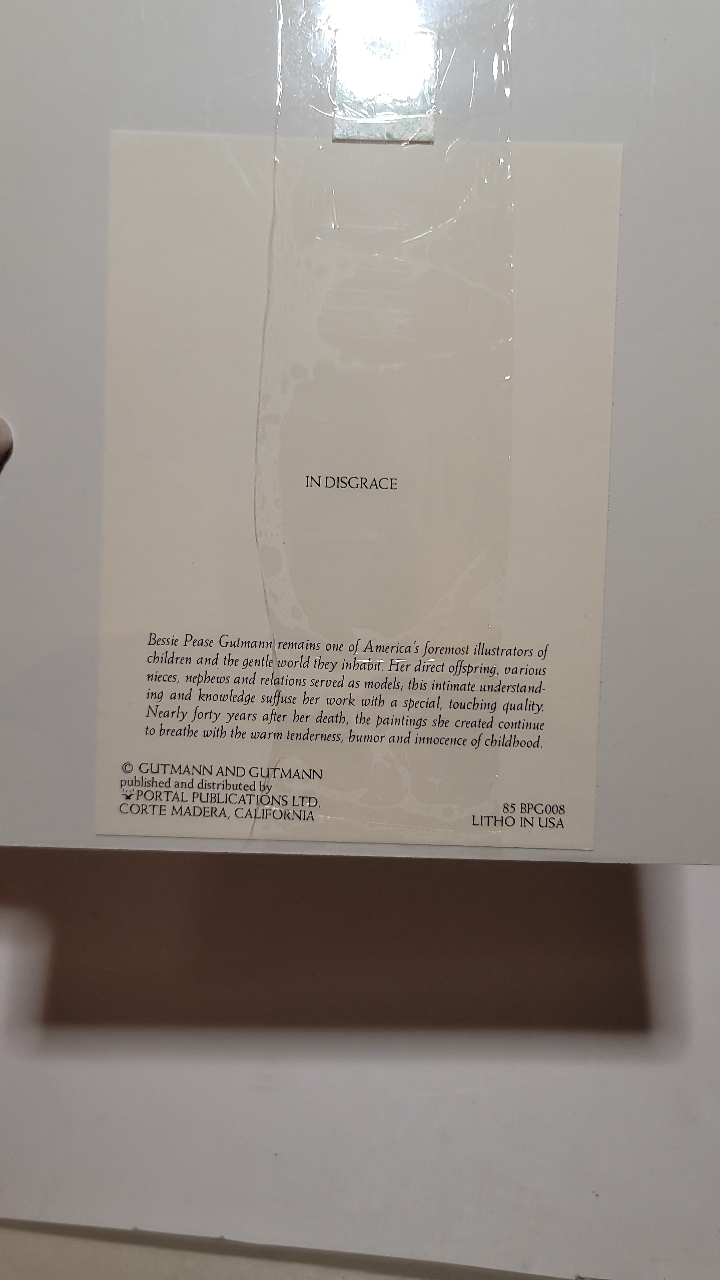 IN DISGRACE
Bessie Pease Gutmann remains one of America's foremost illustrators of
children and the gentle world they inhabit. Her direct offspring, various
nieces, nephews and relations served as models; this intimate understand-
ing and knowledge suffuse her work with a special, touching quality.
Nearly forty years after her death, the paintings she created continue
to breathe with the warm tenderness, humor and innocence of childhood.
© GUTMANN AND GUTMANN
published and distributed by
PORTAL PUBLICATIONS LTD.
CORTE MADERA, CALIFORNIA
85 BPG008
LITHO IN USA